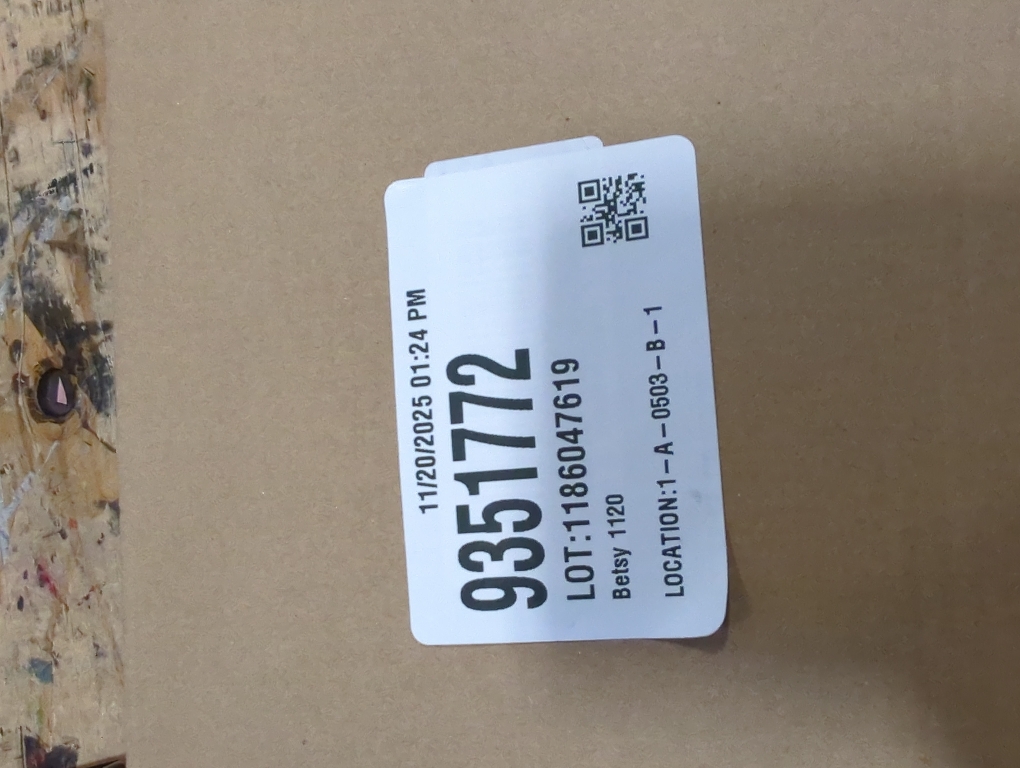 11/20/2025 01:24 PM
9351772
LOT:1186047619
Betsy 1120
LOCATION:1-A-0503-B-1